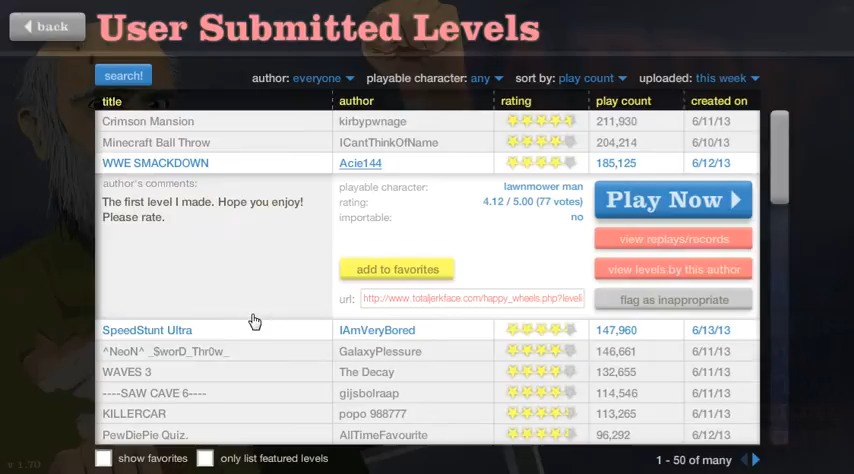 back
User Submitted Levels
search!
author: everyone playable character: any sort by: play count uploaded: this week
title author rating play count created on
Crimson Mansion kirbypwnage 211,930 6/11/13
Minecraft Ball Throw ICantThinkOfName 204,214 6/10/13
WWE SMACKDOWN Acie144 185,125 6/12/13
author's comments:
The first level I made. Hope you enjoy!
Please rate.
playable character: lawnmower man
rating: 4.12 / 5.00 (77 votes)
importable: no
add to favorites
url: http://www.totaljerkface.com/happy_wheels.php?leveli
Play Now
view replays/records
view levels by this author
flag as inappropriate
SpeedStunt Ultra IAmVeryBored 147,960 6/13/13
^NeoN^ _$worD_Thr0w_ GalaxyPlessure 146,661 6/11/13
WAVES 3 The Decay 132,655 6/11/13
----SAW CAVE 6---- gijsbolraap 114,546 6/11/13
KILLERCAR popo 988777 113,265 6/12/13
PewDiePie Quiz. AllTimeFavourite 96,292 6/12/13
show favorites only list featured levels 1 - 50 of many
v 1.70